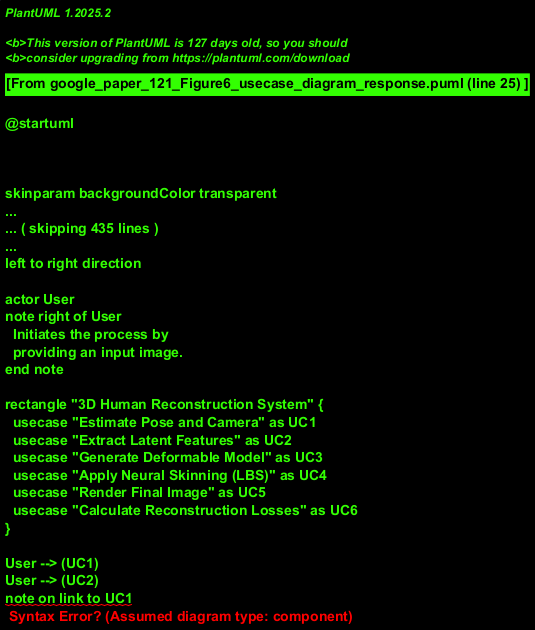 PlantUML 1.2025.2
<b>This version of PlantUML is 127 days old, so you should
<b>consider upgrading from https://plantuml.com/download
[From google_paper_121_Figure6_usecase_diagram_response.puml (line 25) ]
@startuml
skinparam backgroundColor transparent
...
... ( skipping 435 lines )
...
left to right direction
actor User
note right of User
Initiates the process by
providing an input image.
end note
rectangle "3D Human Reconstruction System" {
usecase "Estimate Pose and Camera" as UC1
usecase "Extract Latent Features" as UC2
usecase "Generate Deformable Model" as UC3
usecase "Apply Neural Skinning (LBS)" as UC4
usecase "Render Final Image" as UC5
usecase "Calculate Reconstruction Losses" as UC6
}
User --> (UC1)
User --> (UC2)
note on link to UC1
Syntax Error? (Assumed diagram type: component)